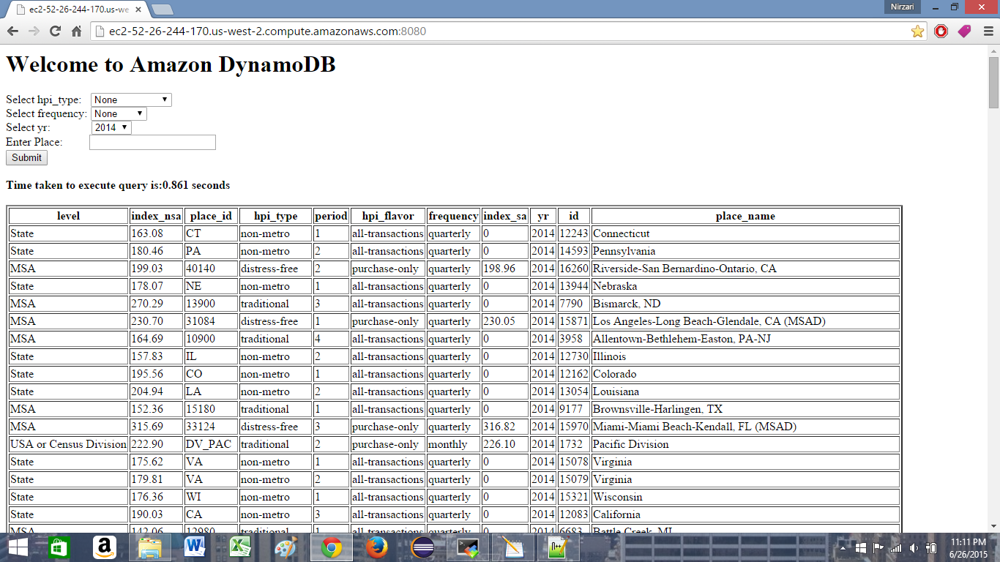 ec2-52-26-244-170.us-we
Nirzari
ec2-52-26-244-170.us-west-2.compute.amazonaws.com:8080
Welcome to Amazon DynamoDB
Select hpi_type: None
Select frequency: None
Select yr: 2014
Enter Place:
Submit
Time taken to execute query is:0.861 seconds
level index_nsa place_id hpi_type period hpi_flavor frequency index_sa yr id place_name
State 163.08 CT non-metro 1 all-transactions quarterly 0 2014 12243 Connecticut
State 180.46 PA non-metro 2 all-transactions quarterly 0 2014 14593 Pennsylvania
MSA 199.03 40140 distress-free 2 purchase-only quarterly 198.96 2014 16260 Riverside-San Bernardino-Ontario, CA
State 178.07 NE non-metro 1 all-transactions quarterly 0 2014 13944 Nebraska
MSA 270.29 13900 traditional 3 all-transactions quarterly 0 2014 7790 Bismarck, ND
MSA 230.70 31084 distress-free 1 purchase-only quarterly 230.05 2014 15871 Los Angeles-Long Beach-Glendale, CA (MSAD)
MSA 164.69 10900 traditional 4 all-transactions quarterly 0 2014 3958 Allentown-Bethlehem-Easton, PA-NJ
State 157.83 IL non-metro 2 all-transactions quarterly 0 2014 12730 Illinois
State 195.56 CO non-metro 1 all-transactions quarterly 0 2014 12162 Colorado
State 204.94 LA non-metro 2 all-transactions quarterly 0 2014 13054 Louisiana
MSA 152.36 15180 traditional 1 all-transactions quarterly 0 2014 9177 Brownsville-Harlingen, TX
MSA 315.69 33124 distress-free 3 purchase-only quarterly 316.82 2014 15970 Miami-Miami Beach-Kendall, FL (MSAD)
USA or Census Division 222.90 DV_PAC traditional 2 purchase-only monthly 226.10 2014 1732 Pacific Division
State 175.62 VA non-metro 1 all-transactions quarterly 0 2014 15078 Virginia
State 179.81 VA non-metro 2 all-transactions quarterly 0 2014 15079 Virginia
State 176.36 WI non-metro 1 all-transactions quarterly 0 2014 15321 Wisconsin
State 190.03 CA non-metro 3 all-transactions quarterly 0 2014 12083 California
MSA 142.06 12980 traditional 1 all-transactions quarterly 0 2014 6683 Battle Creek, MI
11:11 PM
6/26/2015